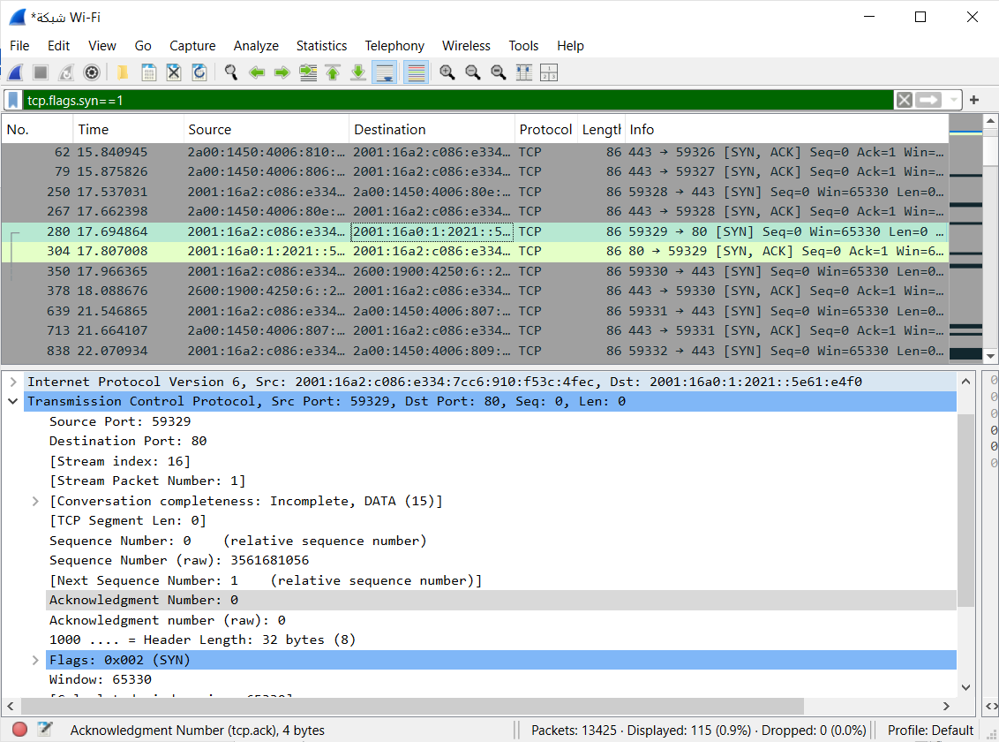 *شبكة Wi-Fi
File Edit View Go Capture Analyze Statistics Telephony Wireless Tools Help
tcp.flags.syn==1
No. Time Source Destination Protocol Length Info
62 15.840945 2a00:1450:4006:810:… 2001:16a2:c086:e334… TCP 86 443 → 59326 [SYN, ACK] Seq=0 Ack=1 Win=…
79 15.875826 2a00:1450:4006:806:… 2001:16a2:c086:e334… TCP 86 443 → 59327 [SYN, ACK] Seq=0 Ack=1 Win=…
250 17.537031 2001:16a2:c086:e334… 2a00:1450:4006:80e:… TCP 86 59328 → 443 [SYN] Seq=0 Win=65330 Len=0…
267 17.662398 2a00:1450:4006:80e:… 2001:16a2:c086:e334… TCP 86 443 → 59328 [SYN, ACK] Seq=0 Ack=1 Win=…
280 17.694864 2001:16a2:c086:e334… 2001:16a0:1:2021::5… TCP 86 59329 → 80 [SYN] Seq=0 Win=65330 Len=0 …
304 17.807008 2001:16a0:1:2021::5… 2001:16a2:c086:e334… TCP 86 80 → 59329 [SYN, ACK] Seq=0 Ack=1 Win=6…
350 17.966365 2001:16a2:c086:e334… 2600:1900:4250:6::2… TCP 86 59330 → 443 [SYN] Seq=0 Win=65330 Len=0…
378 18.088676 2600:1900:4250:6::2… 2001:16a2:c086:e334… TCP 86 443 → 59330 [SYN, ACK] Seq=0 Ack=1 Win=…
639 21.546865 2001:16a2:c086:e334… 2a00:1450:4006:807:… TCP 86 59331 → 443 [SYN] Seq=0 Win=65330 Len=0…
713 21.664107 2a00:1450:4006:807:… 2001:16a2:c086:e334… TCP 86 443 → 59331 [SYN, ACK] Seq=0 Ack=1 Win=…
838 22.070934 2001:16a2:c086:e334… 2a00:1450:4006:809:… TCP 86 59332 → 443 [SYN] Seq=0 Win=65330 Len=0…
Internet Protocol Version 6, Src: 2001:16a2:c086:e334:7cc6:910:f53c:4fec, Dst: 2001:16a0:1:2021::5e61:e4f0
Transmission Control Protocol, Src Port: 59329, Dst Port: 80, Seq: 0, Len: 0
Source Port: 59329
Destination Port: 80
[Stream index: 16]
[Stream Packet Number: 1]
[Conversation completeness: Incomplete, DATA (15)]
[TCP Segment Len: 0]
Sequence Number: 0 (relative sequence number)
Sequence Number (raw): 3561681056
[Next Sequence Number: 1 (relative sequence number)]
Acknowledgment Number: 0
Acknowledgment number (raw): 0
1000 .... = Header Length: 32 bytes (8)
Flags: 0x002 (SYN)
Window: 65330
Acknowledgment Number (tcp.ack), 4 bytes
Packets: 13425 · Displayed: 115 (0.9%) · Dropped: 0 (0.0%)
Profile: Default